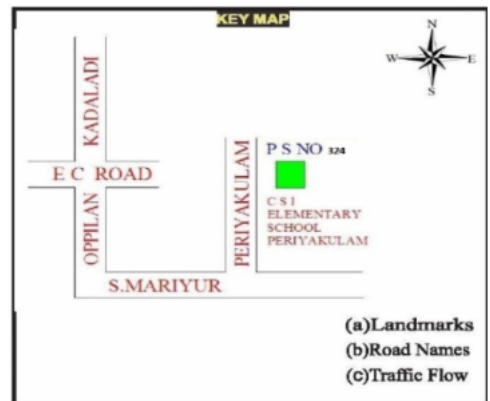 KEY MAP
N
W E
S
KADALADI
E C ROAD
OPPILAN
PERIYAKULAM
P S NO 324
C S I
ELEMENTARY
SCHOOL
PERIYAKULAM
S.MARIYUR
(a)Landmarks
(b)Road Names
(c)Traffic Flow